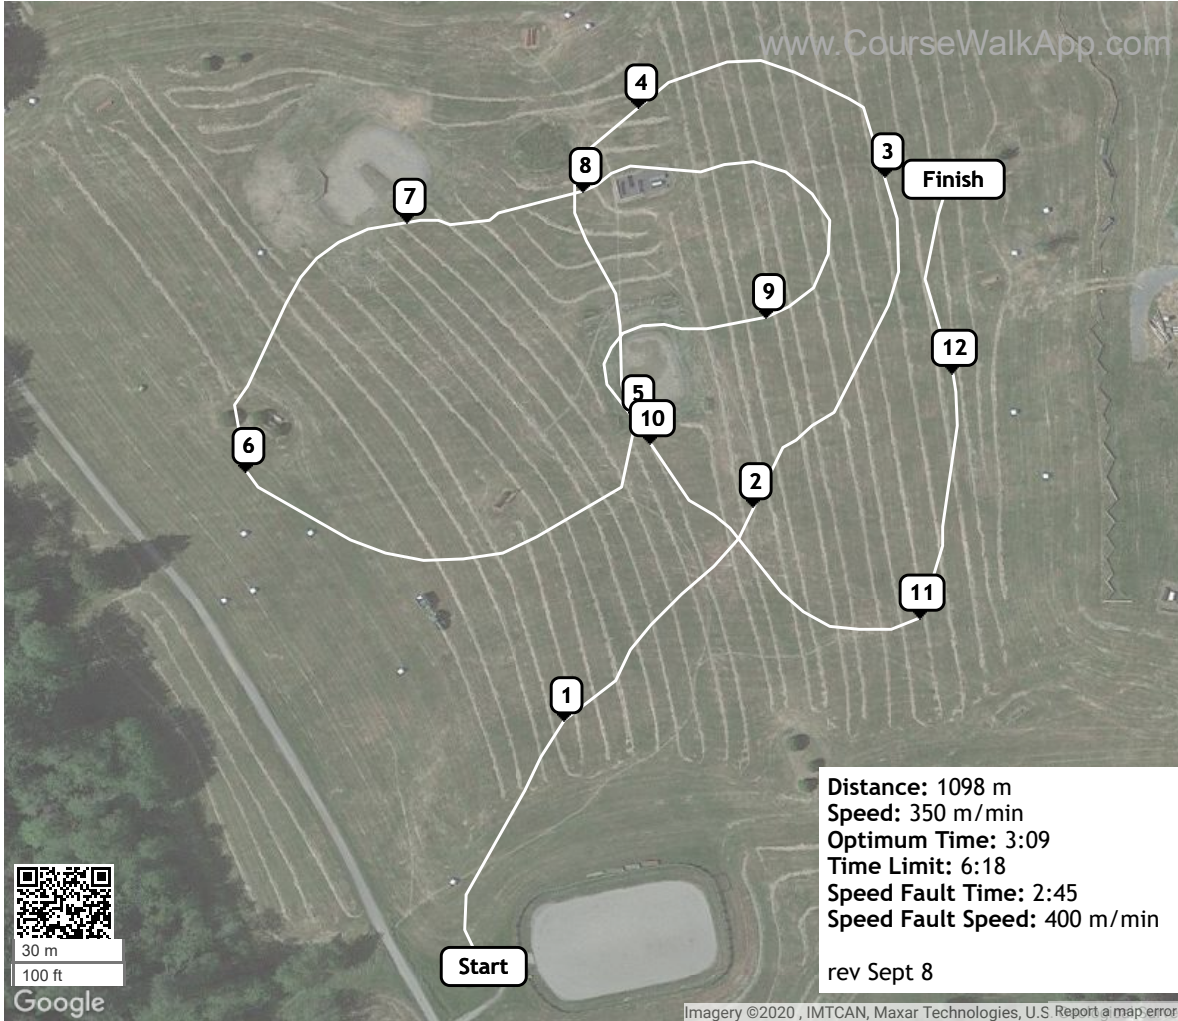 www.CourseWalkApp.com
4
3
8
Finish
7
9
12
5
10
6
2
11
1
Distance: 1098 m
Speed: 350 m/min
Optimum Time: 3:09
Time Limit: 6:18
Speed Fault Time: 2:45
Speed Fault Speed: 400 m/min
rev Sept 8
30 m
100 ft
Start
Google
Imagery ©2020 , IMTCAN, Maxar Technologies, U.S. Report a map error